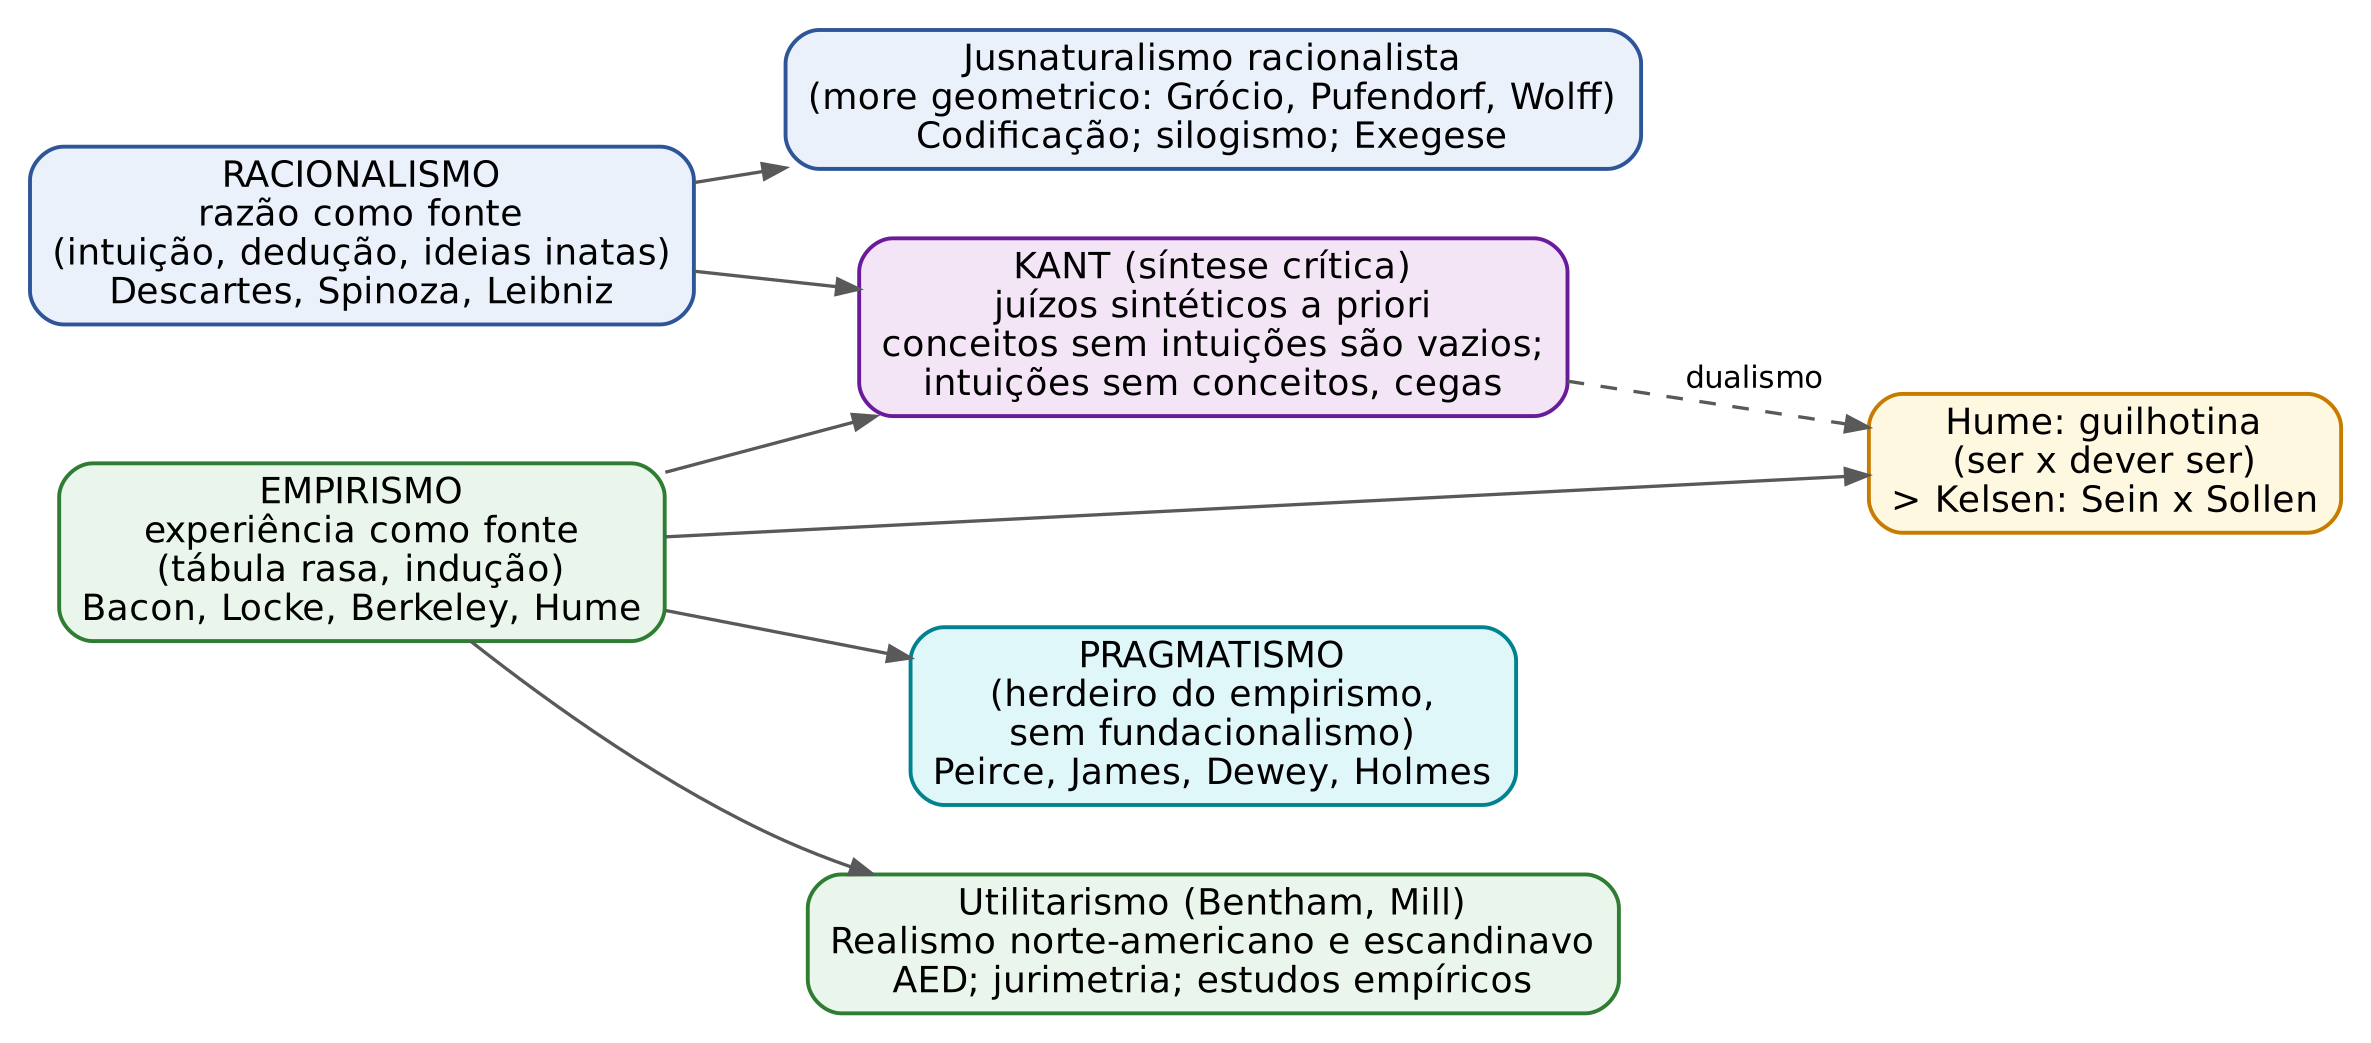 Jusnaturalismo racionalista
(more geometrico: Grócio, Pufendorf, Wolff)
Codificação; silogismo; Exegese
RACIONALISMO
razão como fonte
(intuição, dedução, ideias inatas)
Descartes, Spinoza, Leibniz
KANT (síntese crítica)
juízos sintéticos a priori
conceitos sem intuições são vazios;
intuições sem conceitos, cegas
dualismo
Hume: guilhotina
(ser x dever ser)
> Kelsen: Sein x Sollen
EMPIRISMO
experiência como fonte
(tábula rasa, indução)
Bacon, Locke, Berkeley, Hume
PRAGMATISMO
(herdeiro do empirismo,
sem fundacionalismo)
Peirce, James, Dewey, Holmes
Utilitarismo (Bentham, Mill)
Realismo norte-americano e escandinavo
AED; jurimetria; estudos empíricos